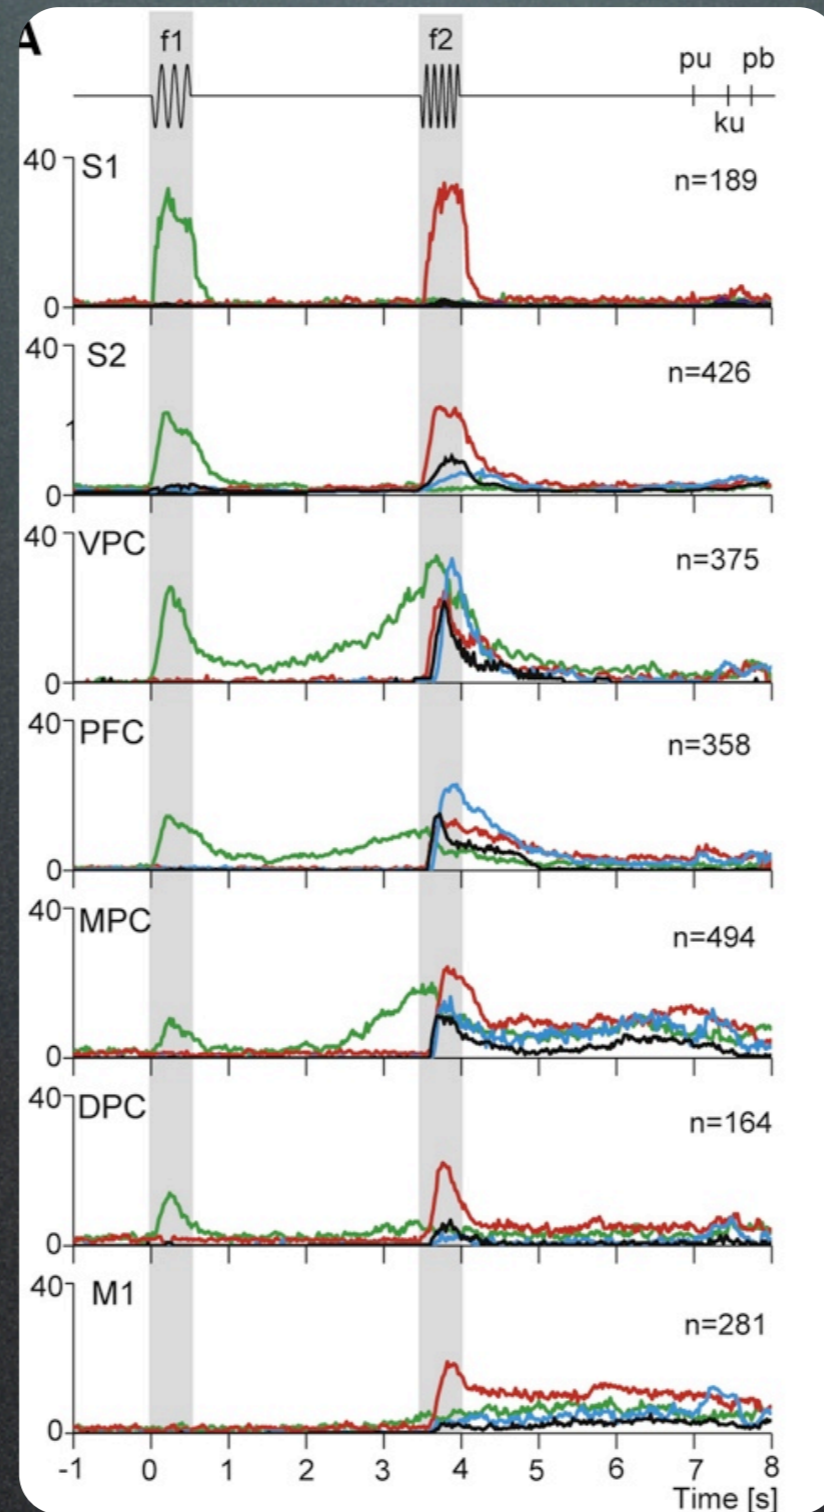 A
f1 f2
pu pb
ku
40 S1 n=189
0
40 S2 n=426
1
0
40 VPC n=375
0
40 PFC n=358
0
40 MPC n=494
0
40 DPC n=164
0
40 M1 n=281
0
-1 0 1 2 3 4 5 6 7 8
Time [s]